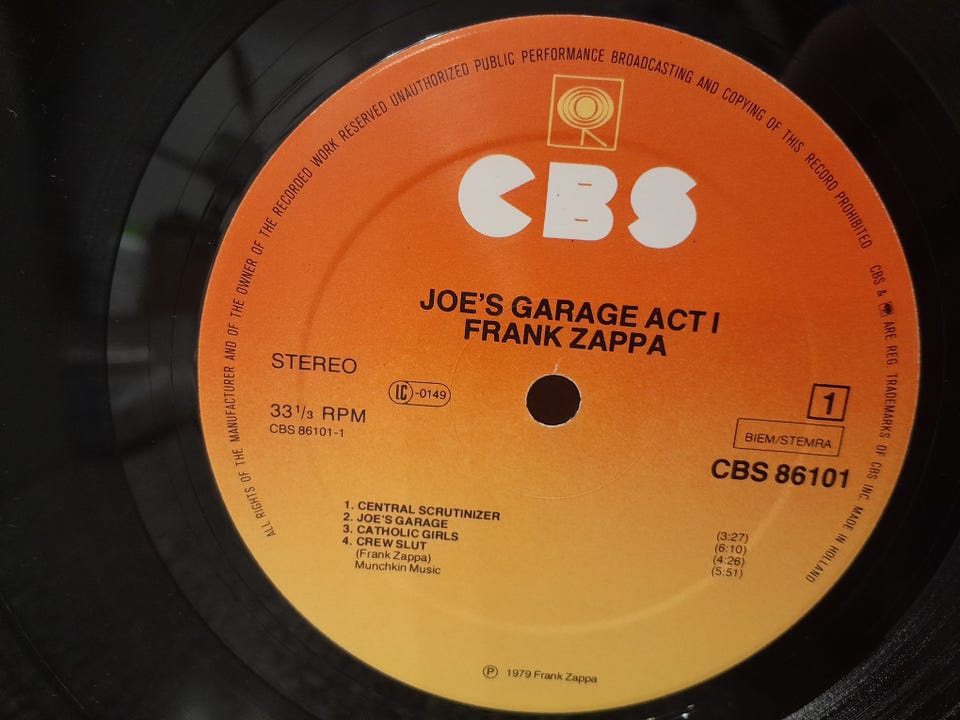 ALL RIGHTS OF THE MANUFACTURER AND OF THE OWNER OF THE RECORDED WORK RESERVED UNAUTHORIZED PUBLIC PERFORMANCE BROADCASTING AND COPYING OF THIS RECORD PROHIBITED CBS & ARE REG. TRADEMARKS OF CBS INC. MADE IN HOLLAND
CBS
JOE'S GARAGE ACT I
FRANK ZAPPA
STEREO
LC -0149
33 1/3 RPM
CBS 86101-1
1
BIEM/STEMRA
CBS 86101
1. CENTRAL SCRUTINIZER (3:27)
2. JOE'S GARAGE (6:10)
3. CATHOLIC GIRLS (4:26)
4. CREW SLUT (5:51)
(Frank Zappa)
Munchkin Music
℗ 1979 Frank Zappa